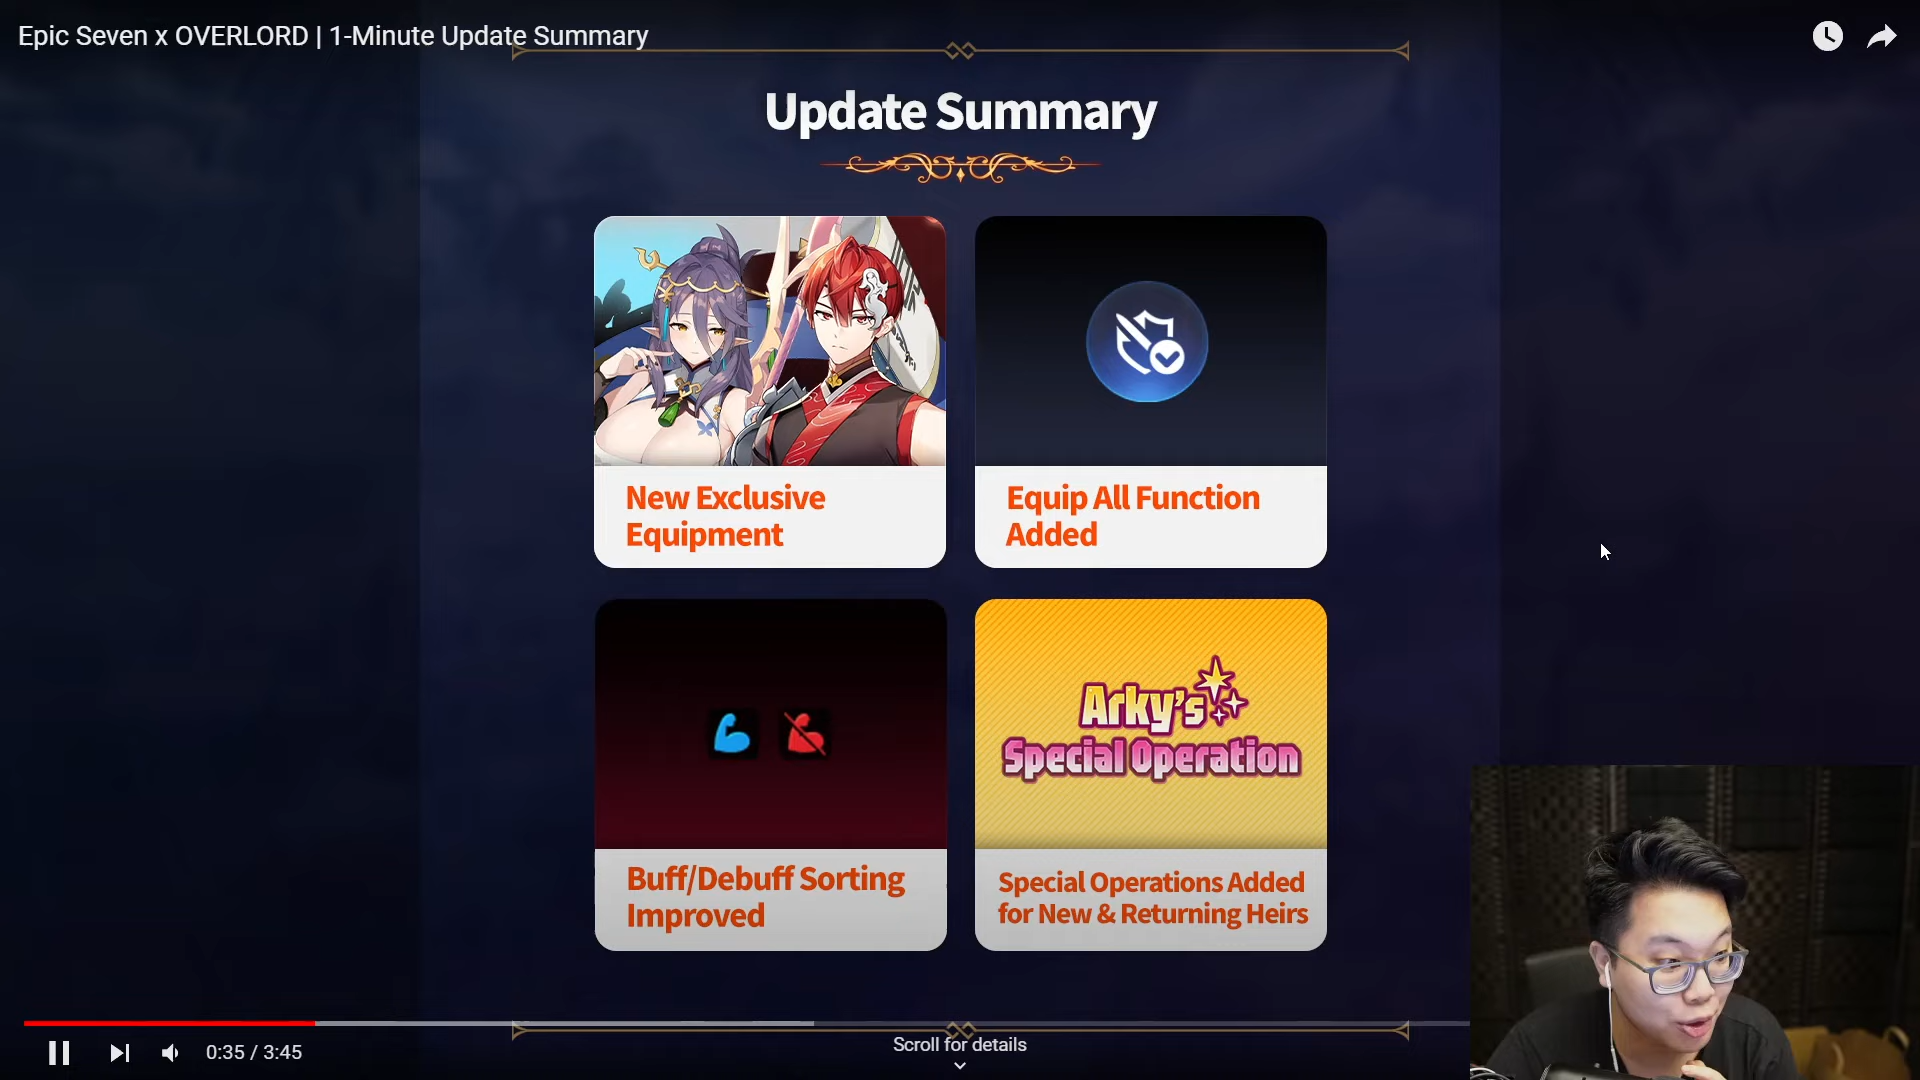 Epic Seven x OVERLORD | 1-Minute Update Summary
Update Summary
New Exclusive
Equipment
Equip All Function
Added
Arky's
Special Operation
Buff/Debuff Sorting
Improved
Special Operations Added
for New & Returning Heirs
0:35 / 3:45
Scroll for details